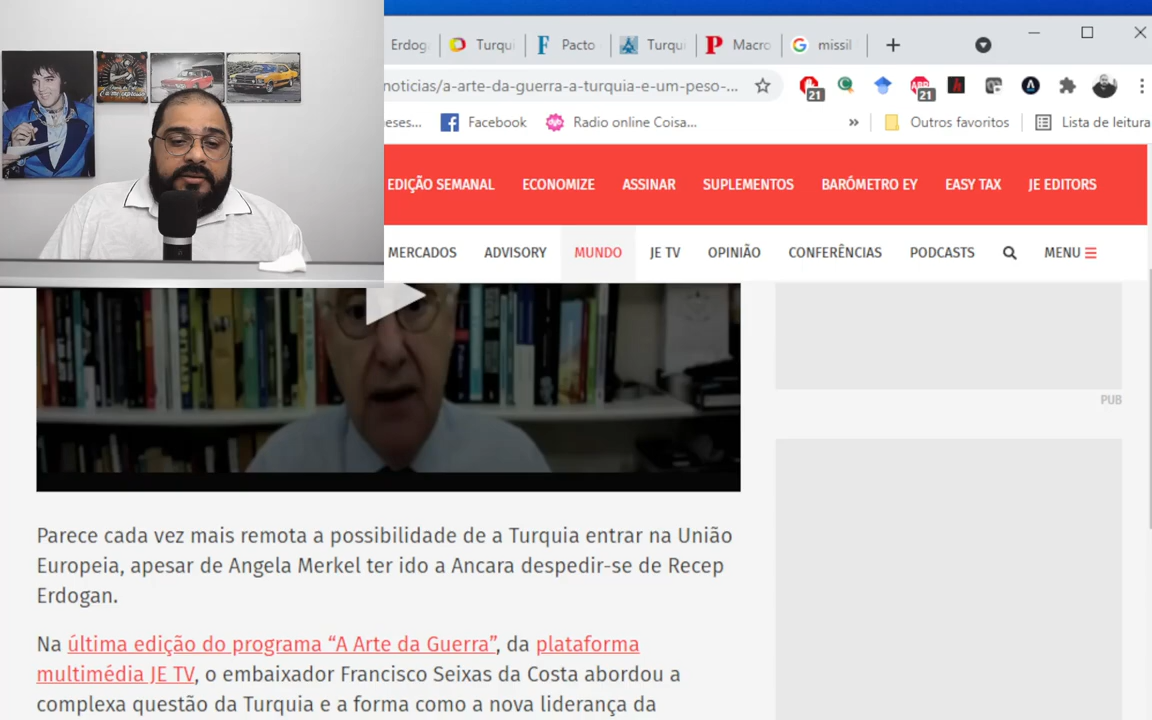 Erdog
Turqui
Pacto
Turqui
Macro
missil
noticias/a-arte-da-guerra-a-turquia-e-um-peso-...
21
21
eses...
Facebook
Radio online Coisa...
Outros favoritos
Lista de leitura
EDIÇÃO SEMANAL
ECONOMIZE
ASSINAR
SUPLEMENTOS
BARÓMETRO EY
EASY TAX
JE EDITORS
MERCADOS
ADVISORY
MUNDO
JE TV
OPINIÃO
CONFERÊNCIAS
PODCASTS
MENU
PUB
Parece cada vez mais remota a possibilidade de a Turquia entrar na União
Europeia, apesar de Angela Merkel ter ido a Ancara despedir-se de Recep
Erdogan.
Na última edição do programa “A Arte da Guerra”, da plataforma
multimédia JE TV, o embaixador Francisco Seixas da Costa abordou a
complexa questão da Turquia e a forma como a nova liderança da